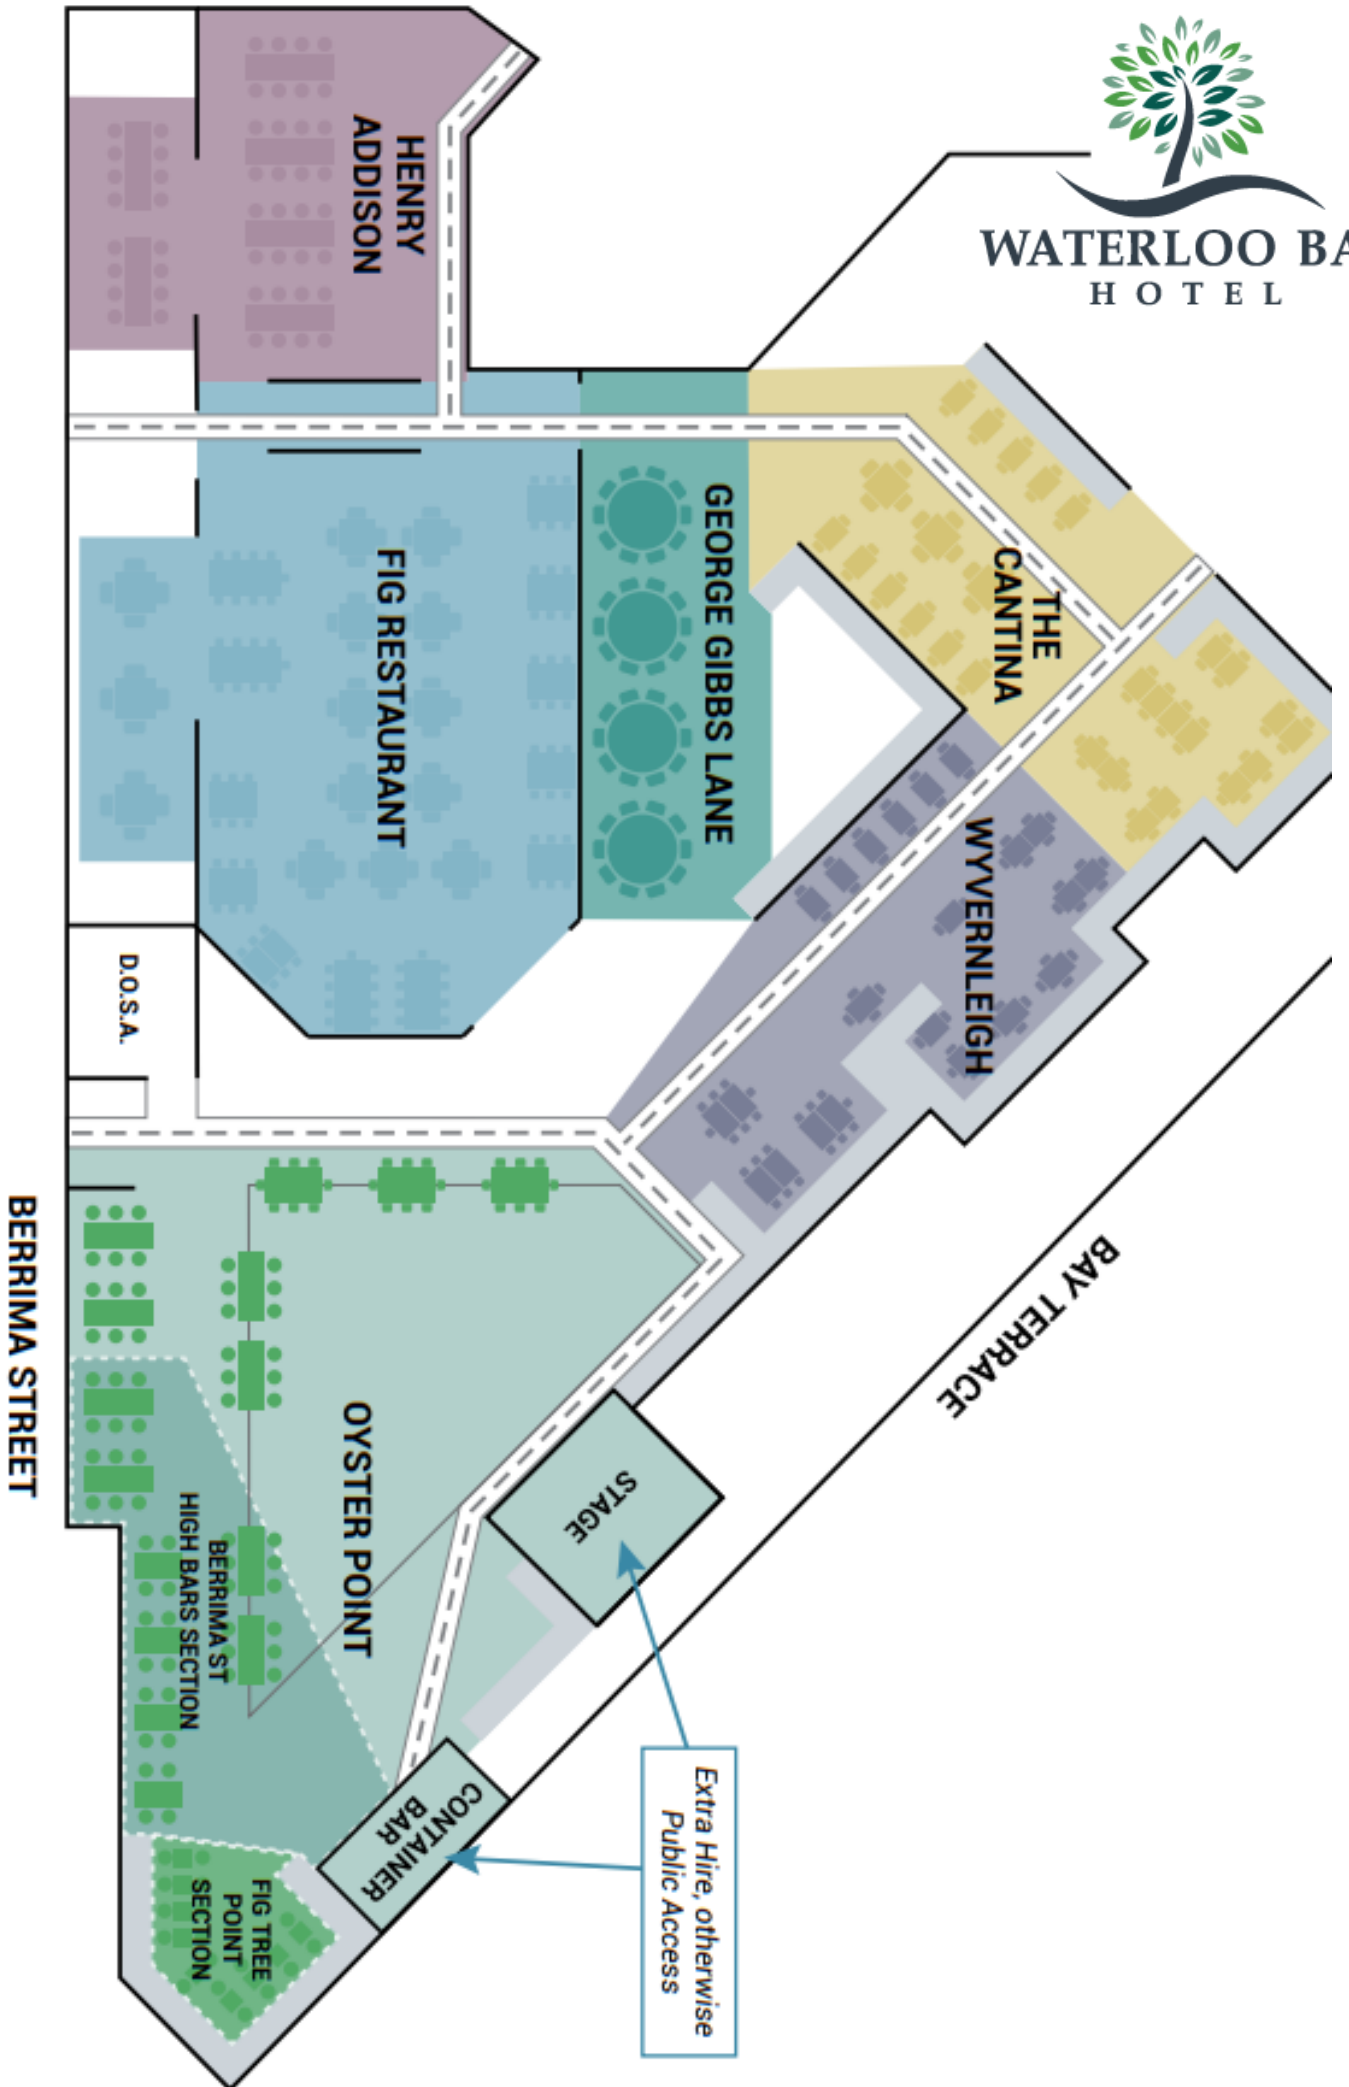 WATERLOO BA
HOTEL
HENRY
ADDISON
GEORGE GIBBS LANE
THE
CANTINA
FIG RESTAURANT
WYVERNLEIGH
D.O.S.A.
BERRIMA STREET
BAY TERRACE
OYSTER POINT
STAGE
BERRIMA ST
HIGH BARS SECTION
Extra Hire, otherwise
Public Access
CONTAINER
BAR
FIG TREE
POINT
SECTION